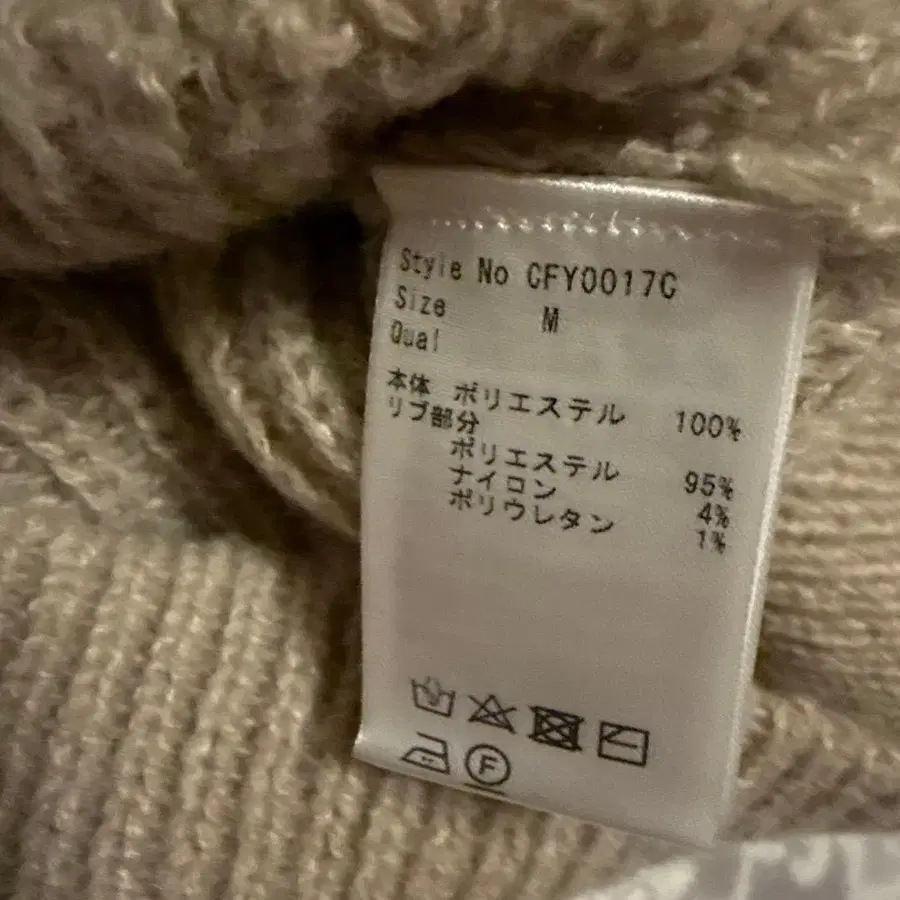 Style No CFY0017G
Size M
Qual
本体 ポリエステル 100%
リブ部分
ポリエステル 95%
ナイロン 4%
ポリウレタン 1%
F